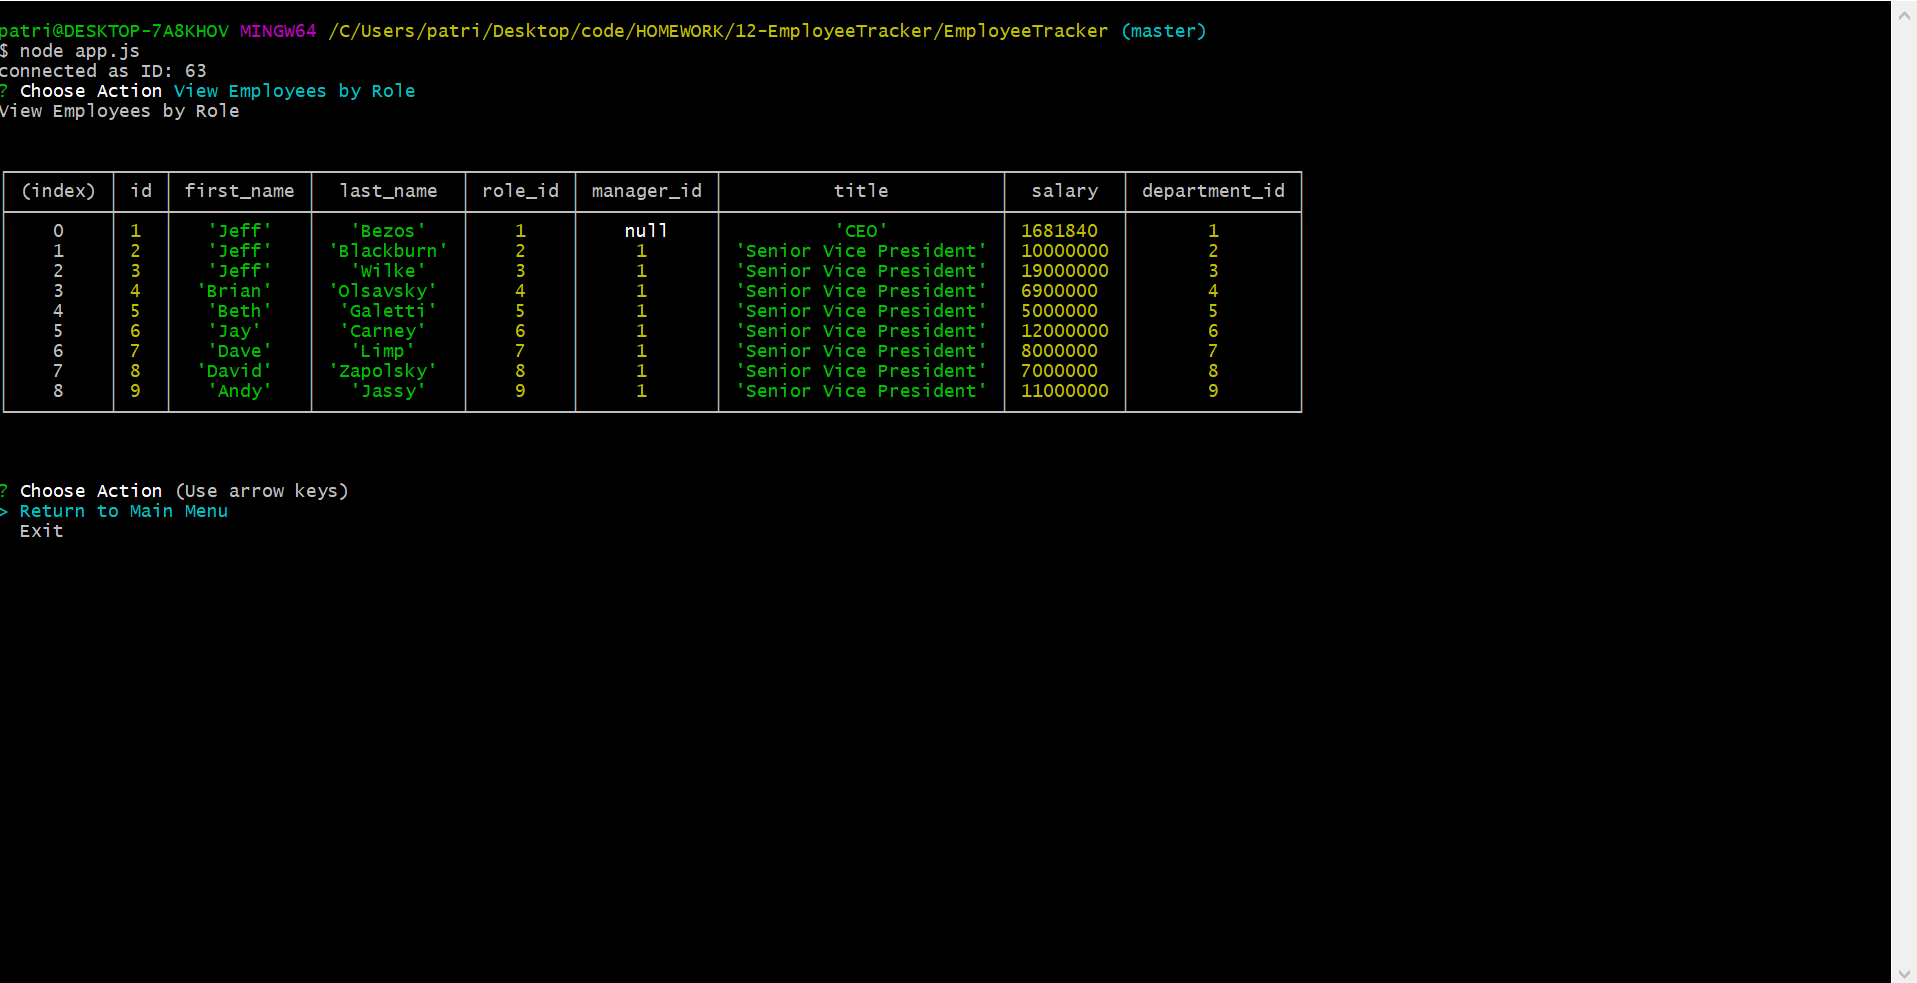 patri@DESKTOP-7A8KHOV MINGW64 /C/Users/patri/Desktop/code/HOMEWORK/12-EmployeeTracker/EmployeeTracker (master)
$ node app.js
connected as ID: 63
? Choose Action View Employees by Role
View Employees by Role
(index) id first_name last_name role_id manager_id title salary department_id
0 1 'Jeff' 'Bezos' 1 null 'CEO' 1681840 1
1 2 'Jeff' 'Blackburn' 2 1 'Senior Vice President' 10000000 2
2 3 'Jeff' 'Wilke' 3 1 'Senior Vice President' 19000000 3
3 4 'Brian' 'Olsavsky' 4 1 'Senior Vice President' 6900000 4
4 5 'Beth' 'Galetti' 5 1 'Senior Vice President' 5000000 5
5 6 'Jay' 'Carney' 6 1 'Senior Vice President' 12000000 6
6 7 'Dave' 'Limp' 7 1 'Senior Vice President' 8000000 7
7 8 'David' 'Zapolsky' 8 1 'Senior Vice President' 7000000 8
8 9 'Andy' 'Jassy' 9 1 'Senior Vice President' 11000000 9
? Choose Action (Use arrow keys)
> Return to Main Menu
Exit